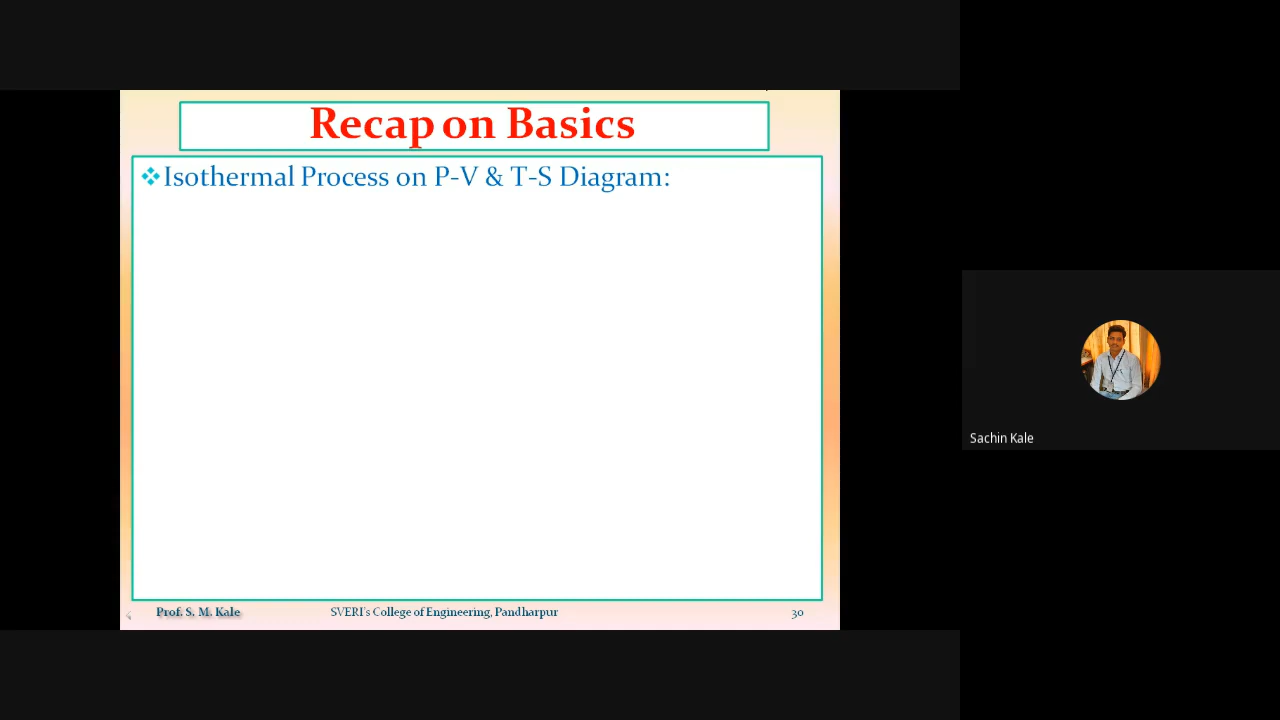 Recap on Basics
❖Isothermal Process on P-V & T-S Diagram:
Sachin Kale
Prof. S. M. Kale SVERI's College of Engineering, Pandharpur 30